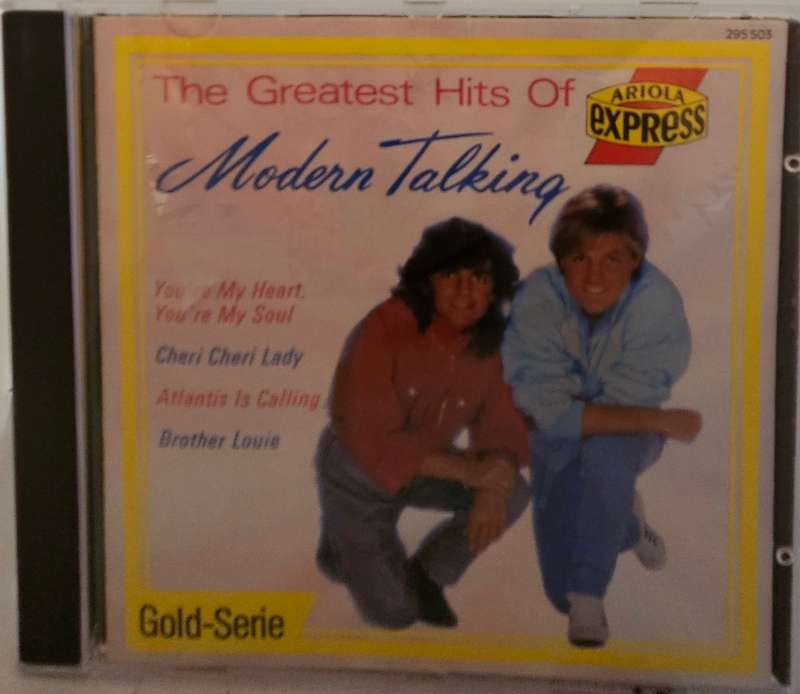 295 503
The Greatest Hits Of
ARIOLA
express
Modern Talking
You're My Heart,
You're My Soul
Cheri Cheri Lady
Atlantis Is Calling
Brother Louie
Gold-Serie